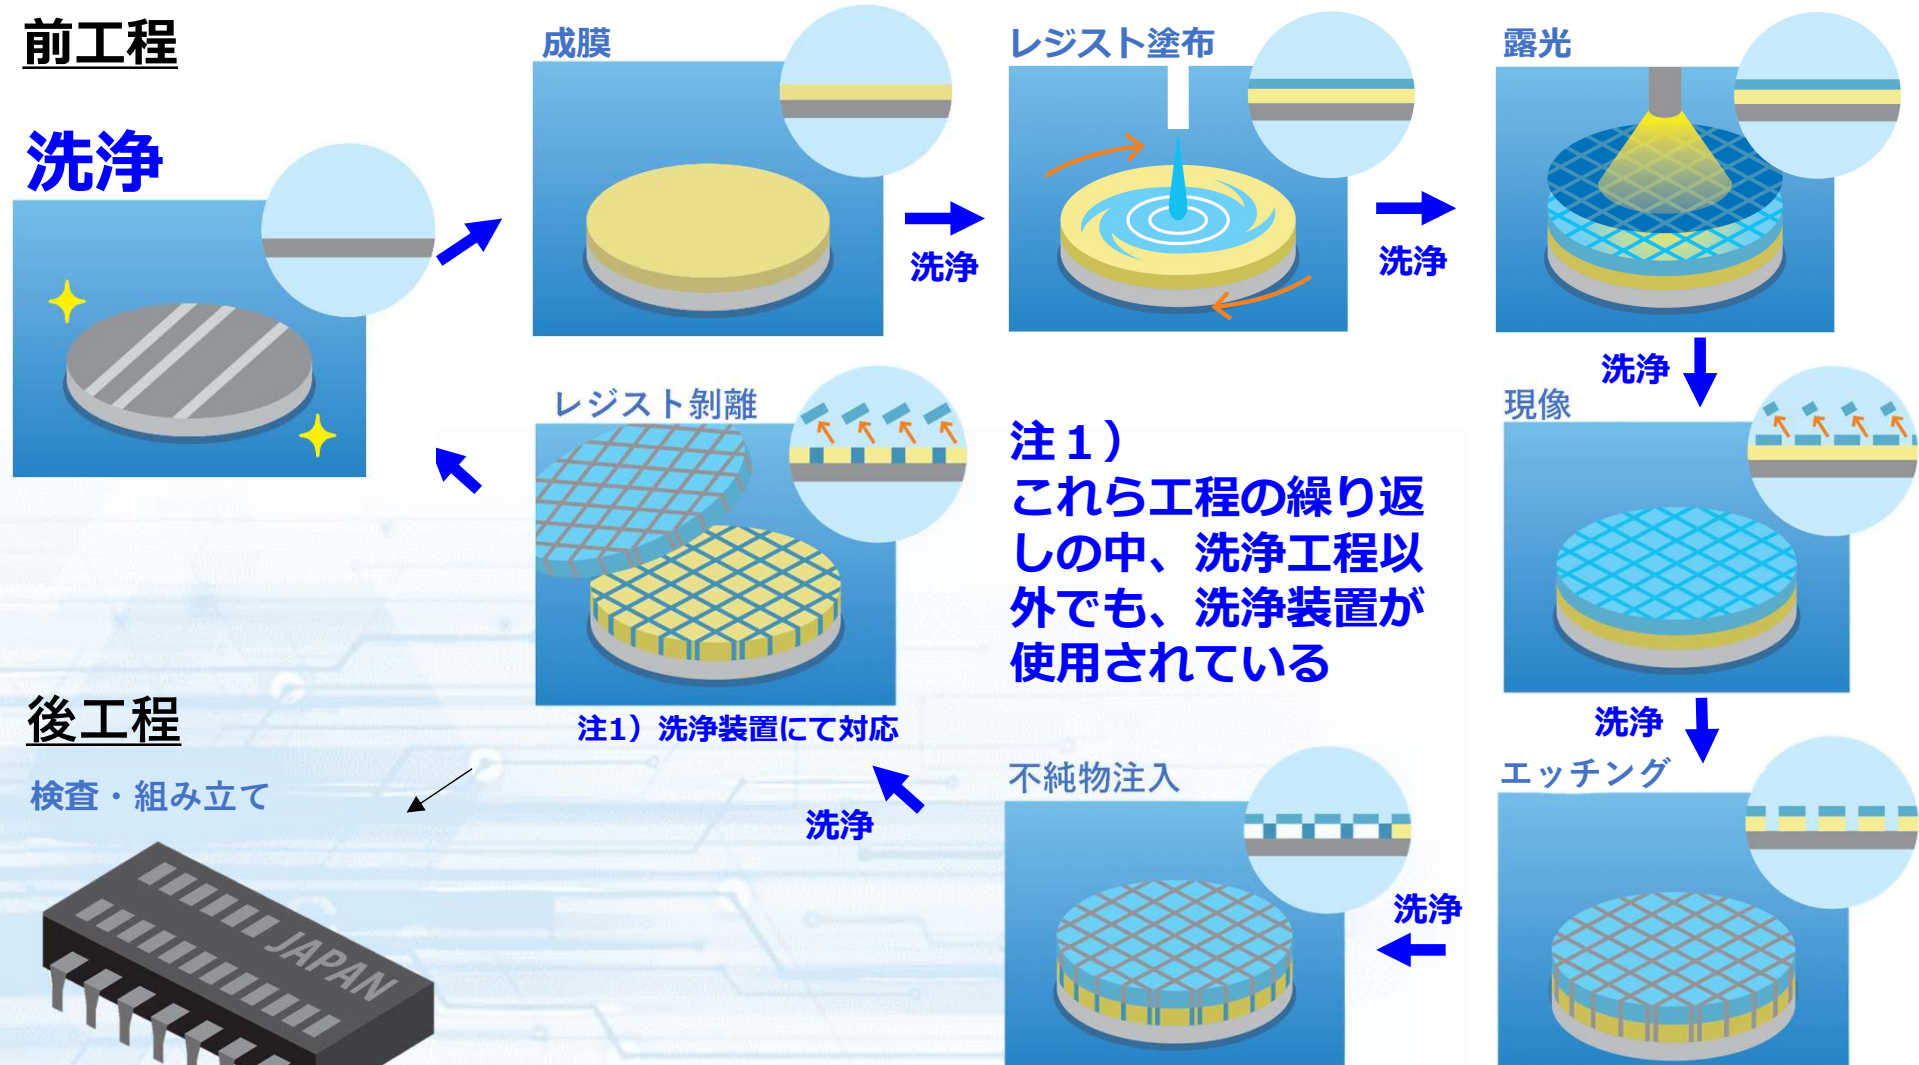 前工程
洗浄
成膜
洗浄
レジスト塗布
洗浄
露光
洗浄
現像
洗浄
エッチング
洗浄
不純物注入
洗浄
レジスト剝離
注1）洗浄装置にて対応
注１）
これら工程の繰り返
しの中、洗浄工程以
外でも、洗浄装置が
使用されている
後工程
検査・組み立て
JAPAN